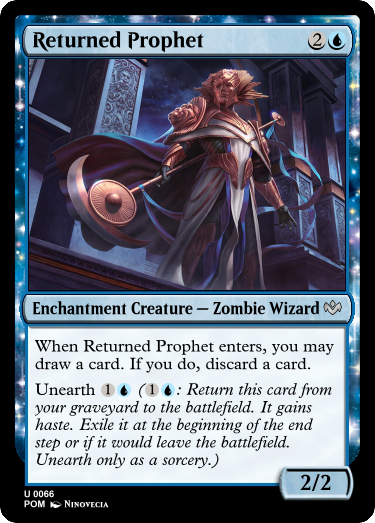 Returned Prophet 2
Enchantment Creature — Zombie Wizard
When Returned Prophet enters, you may
draw a card. If you do, discard a card.
Unearth 1 (1: Return this card from
your graveyard to the battlefield. It gains
haste. Exile it at the beginning of the end
step or if it would leave the battlefield.
Unearth only as a sorcery.)
2/2
U 0066
POM Ninovecia